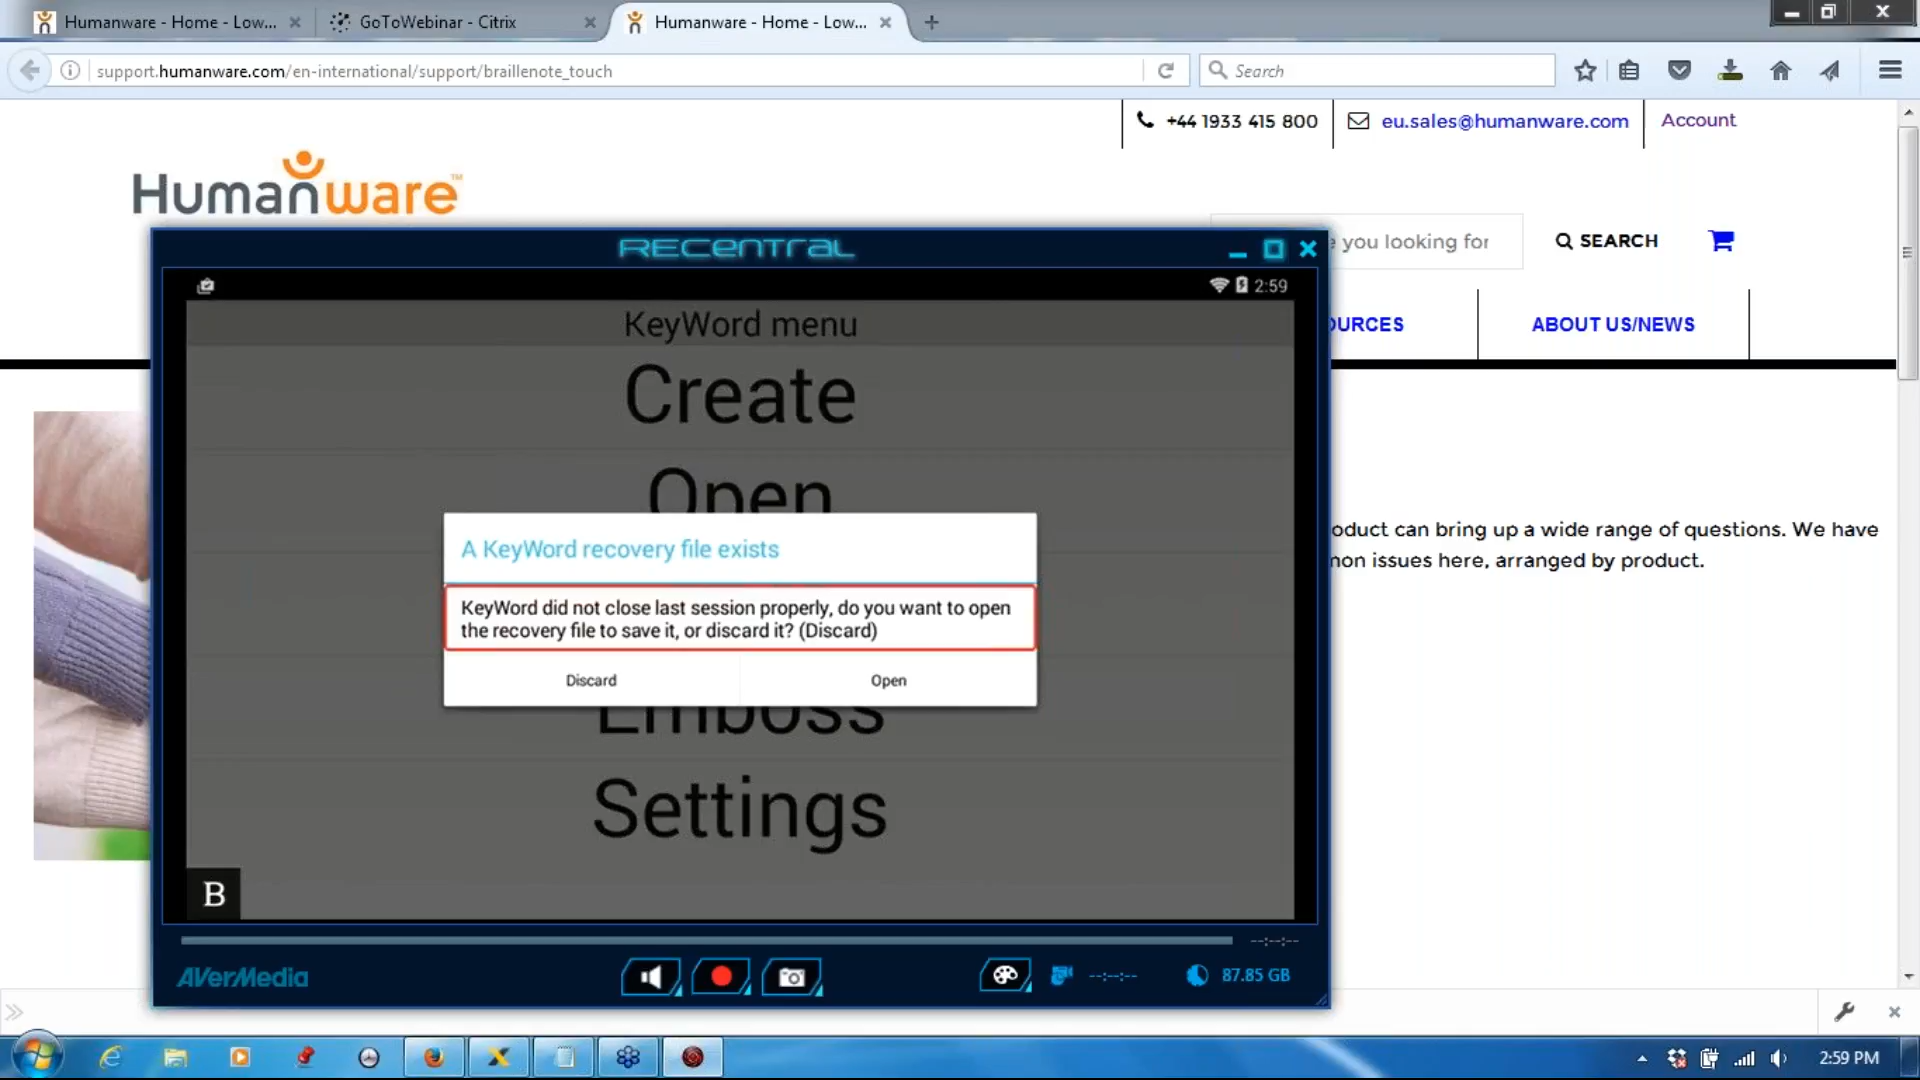 Humanware - Home - Low...
GoToWebinar - Citrix
Humanware - Home - Low...
support.humanware.com/en-international/support/braillenote_touch
Search
+44 1933 415 800
eu.sales@humanware.com
Account
Humanware™
RECentral
e you looking for
SEARCH
2:59
KeyWord menu
OURCES
ABOUT US/NEWS
Create
Open
A KeyWord recovery file exists
oduct can bring up a wide range of questions. We have
mon issues here, arranged by product.
KeyWord did not close last session properly, do you want to open
the recovery file to save it, or discard it? (Discard)
Discard
Open
Emboss
Settings
B
--:--:--
AVerMedia
--:--:--
87.85 GB
2:59 PM